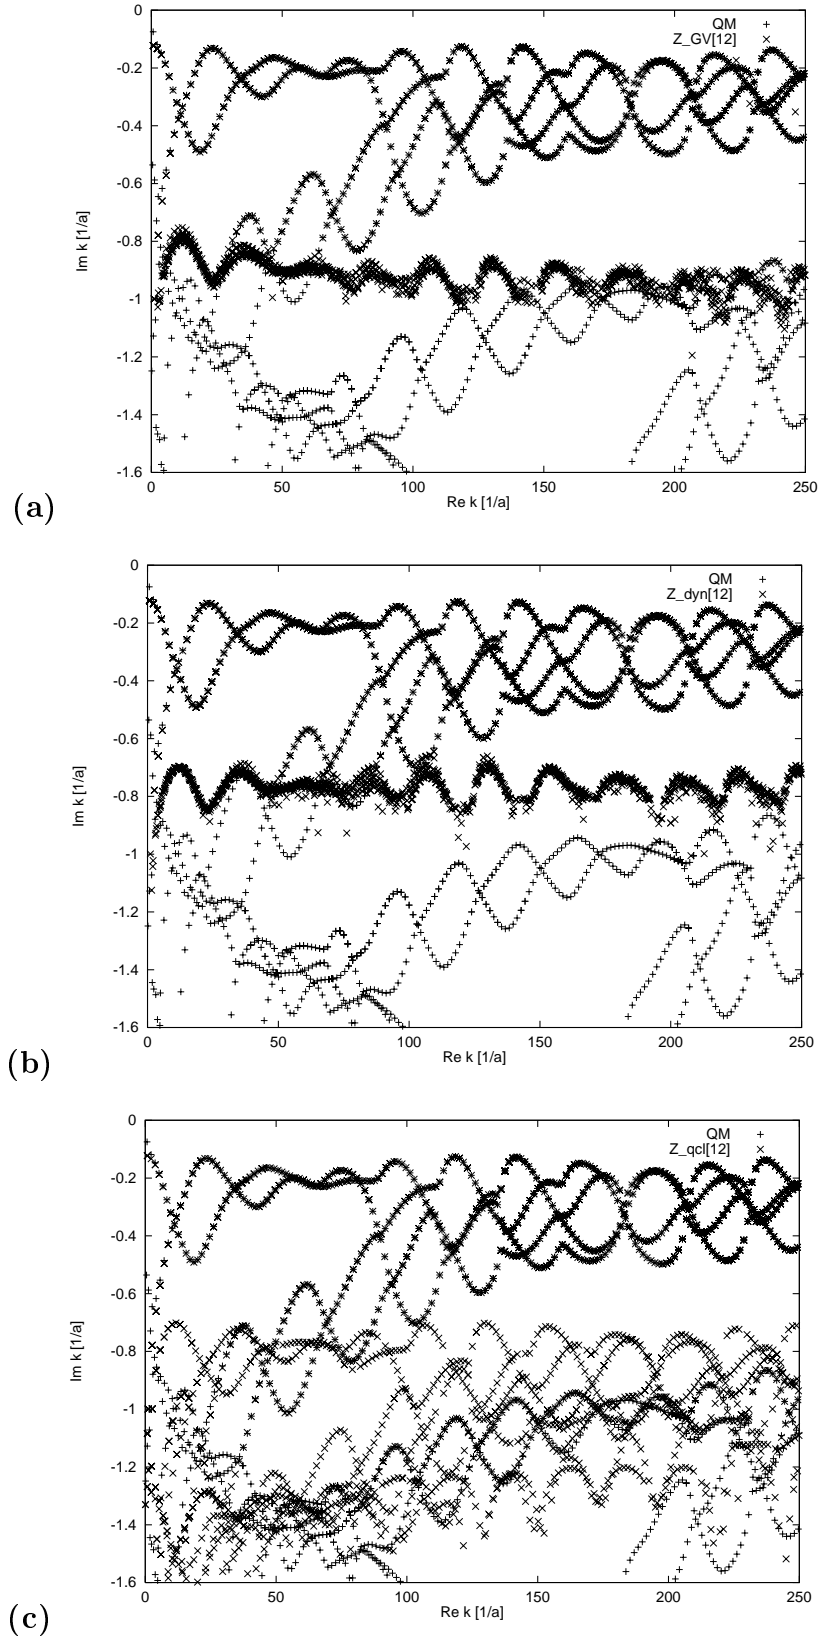 0
-0.2
-0.4
-0.6
-0.8
-1
-1.2
-1.4
-1.6
0 50 100 150 200 250
Re k [1/a]
Im k [1/a]
QM +
Z_GV[12] ×
(a)
0
-0.2
-0.4
-0.6
-0.8
-1
-1.2
-1.4
-1.6
0 50 100 150 200 250
Re k [1/a]
Im k [1/a]
QM +
Z_dyn[12] ×
(b)
0
-0.2
-0.4
-0.6
-0.8
-1
-1.2
-1.4
-1.6
0 50 100 150 200 250
Re k [1/a]
Im k [1/a]
QM +
Z_qcl[12] ×
(c)